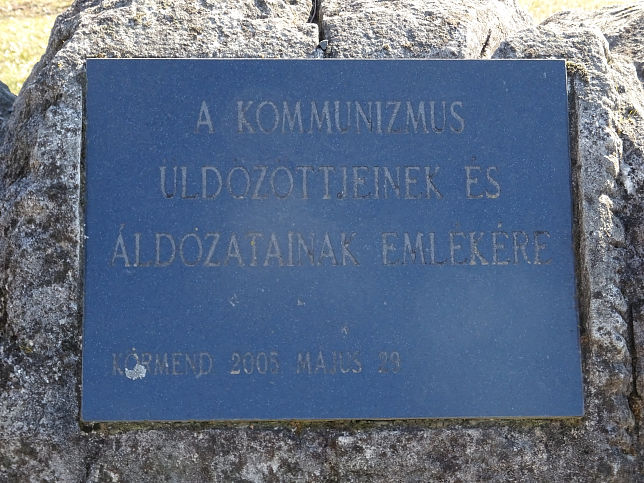 A KOMMUNIZMUS
ÜLDÖZÖTTJEINEK ÉS
ÁLDOZATAINAK EMLÉKÉRE
KÖRMEND 2005 MÁJUS